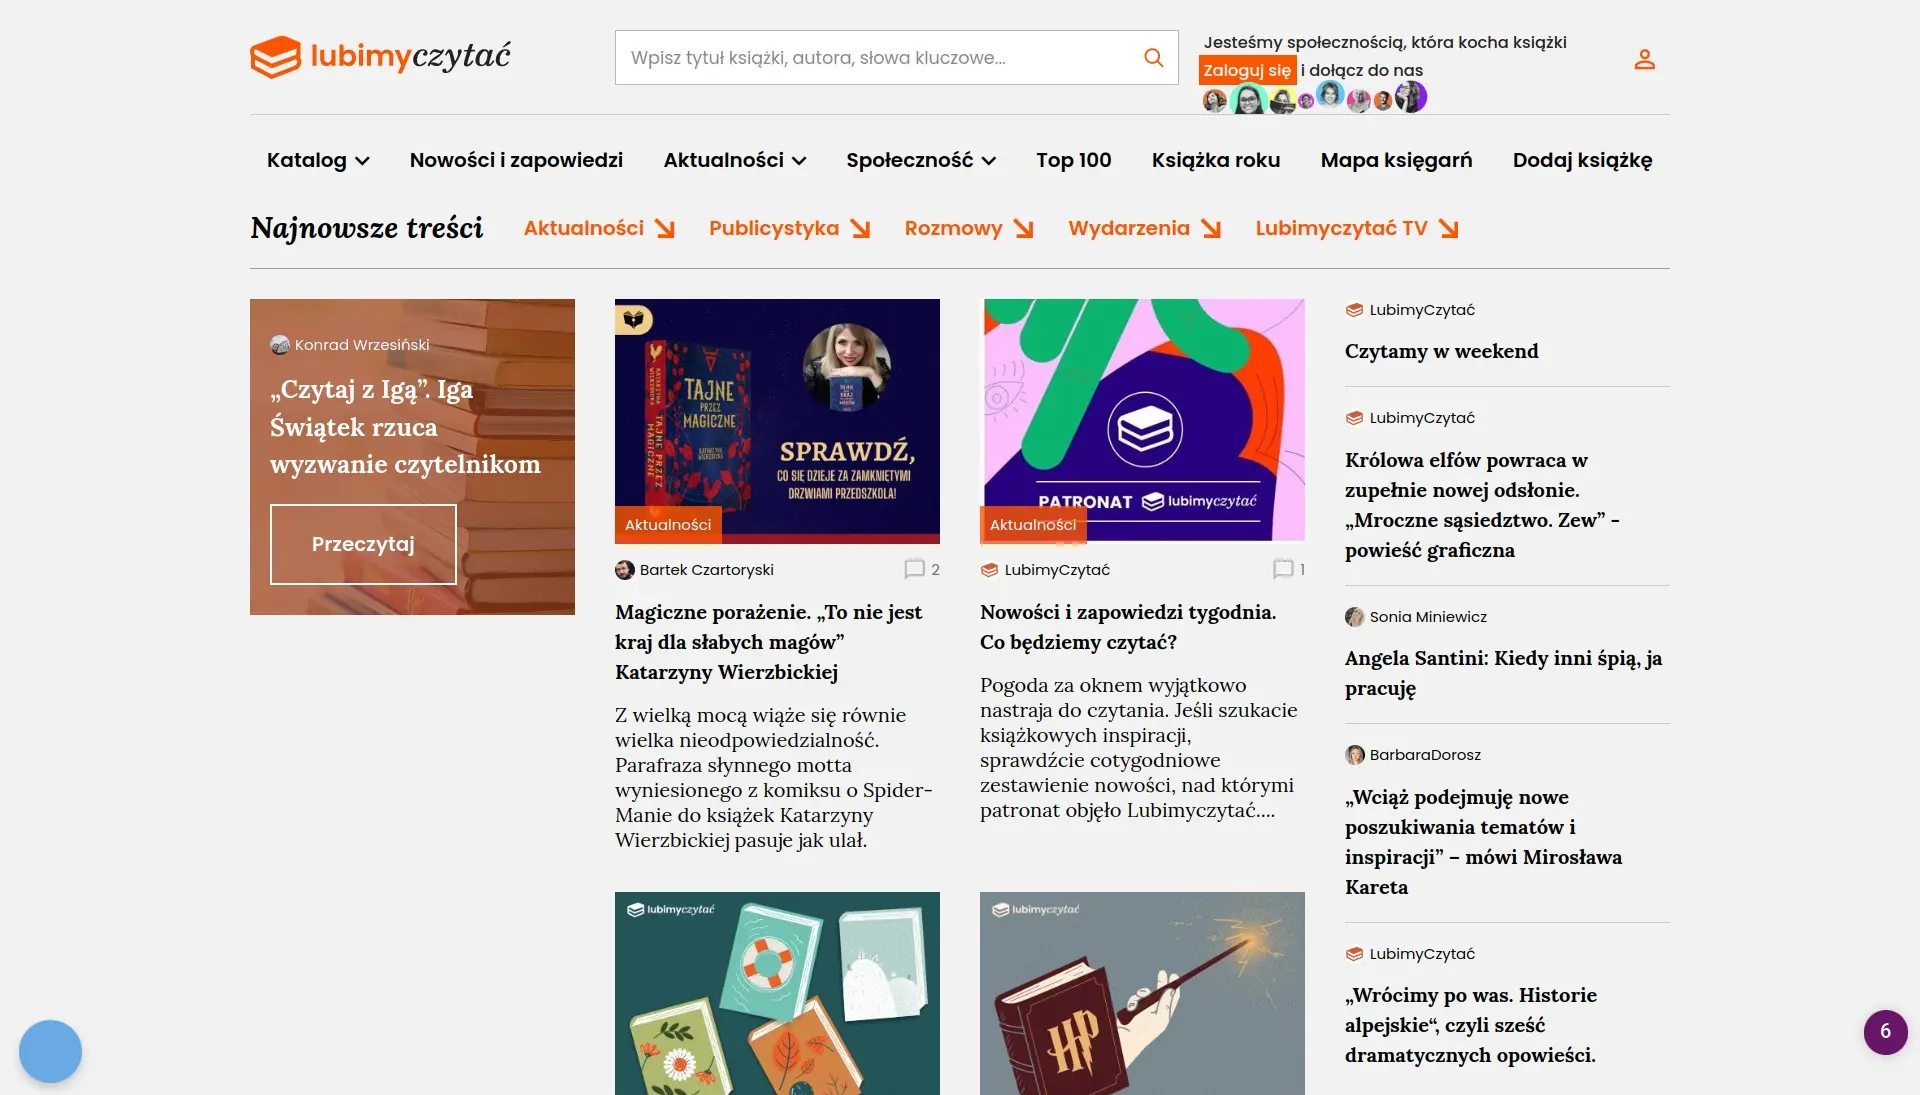 lubimyczytać
Wpisz tytuł książki, autora, słowa kluczowe...
Jesteśmy społecznością, która kocha książki
Zaloguj się i dołącz do nas
Katalog
Nowości i zapowiedzi
Aktualności
Społeczność
Top 100
Książka roku
Mapa księgarń
Dodaj książkę
Najnowsze treści
Aktualności
Publicystyka
Rozmowy
Wydarzenia
Lubimyczytać TV
Konrad Wrzesiński
„Czytaj z Igą”. Iga
Świątek rzuca
wyzwanie czytelnikom
Przeczytaj
TAJNE
PRZEZ
MAGICZNE
KATARZYNA WIERZBICKA
TAJNE PRZEZ MAGICZNE
SPRAWDŹ,
CO SIĘ DZIEJE ZA ZAMKNIĘTYMI
DRZWIAMI PRZEDSZKOLA!
Aktualności
Bartek Czartoryski
2
Magiczne porażenie. „To nie jest
kraj dla słabych magów”
Katarzyny Wierzbickiej
Z wielką mocą wiąże się równie
wielka nieodpowiedzialność.
Parafraza słynnego motta
wyniesionego z komiksu o Spider-
Manie do książek Katarzyny
Wierzbickiej pasuje jak ulał.
PATRONAT lubimyczytać
Aktualności
LubimyCzytać
1
Nowości i zapowiedzi tygodnia.
Co będziemy czytać?
Pogoda za oknem wyjątkowo
nastraja do czytania. Jeśli szukacie
książkowych inspiracji,
sprawdźcie cotygodniowe
zestawienie nowości, nad którymi
patronat objęło Lubimyczytać....
lubimyczytać
lubimyczytać
HP
LubimyCzytać
Czytamy w weekend
LubimyCzytać
Królowa elfów powraca w
zupełnie nowej odsłonie.
„Mroczne sąsiedztwo. Zew” -
powieść graficzna
Sonia Miniewicz
Angela Santini: Kiedy inni śpią, ja
pracuję
BarbaraDorosz
„Wciąż podejmuję nowe
poszukiwania tematów i
inspiracji” – mówi Mirosława
Kareta
LubimyCzytać
„Wrócimy po was. Historie
alpejskie“, czyli sześć
dramatycznych opowieści.
6